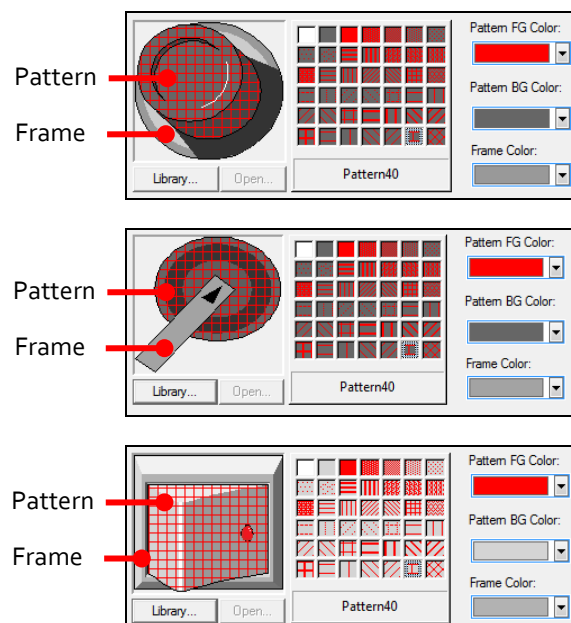 Pattern
Frame
Library...
Open...
Pattern40
Pattern FG Color:
Pattern BG Color:
Frame Color:
Pattern
Frame
Library...
Open...
Pattern40
Pattern FG Color:
Pattern BG Color:
Frame Color:
Pattern
Frame
Library...
Open...
Pattern40
Pattern FG Color:
Pattern BG Color:
Frame Color: